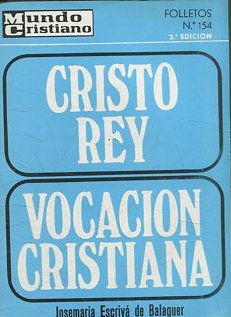 Mundo
Cristiano
FOLLETOS
N.º 154
2.ª EDICION
CRISTO
REY
VOCACION
CRISTIANA
Josemaría Escrivá de Balaguer